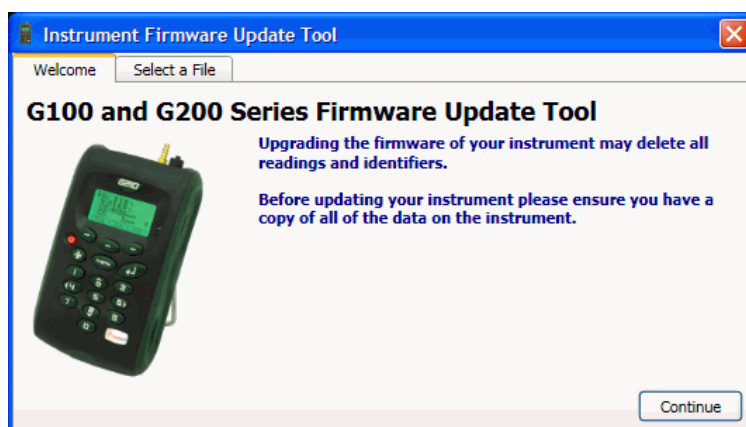 Instrument Firmware Update Tool
Welcome
Select a File
G100 and G200 Series Firmware Update Tool
Upgrading the firmware of your instrument may delete all
readings and identifiers.
Before updating your instrument please ensure you have a
copy of all of the data on the instrument.
menu
Continue